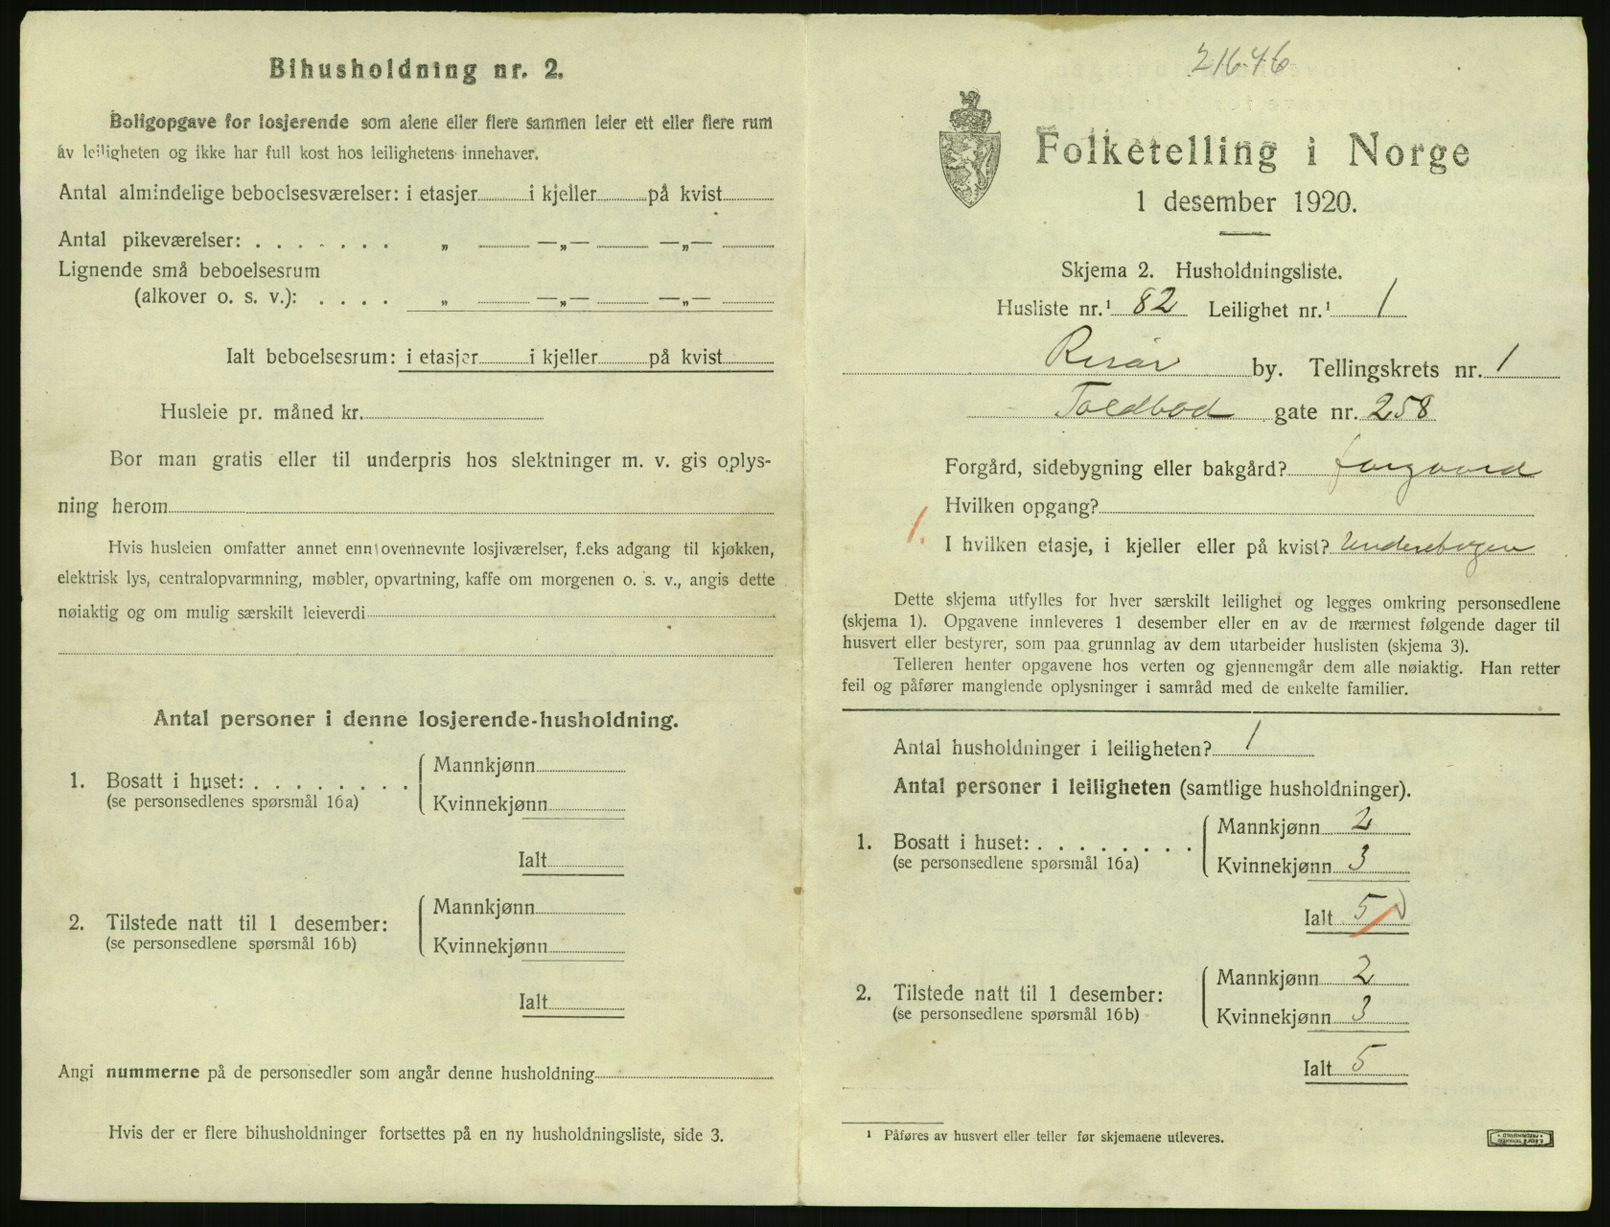 Bihusholdning nr. 2.
Boligopgave for losjerende som alene eller flere sammen leier ett eller flere rum
av leiligheten og ikke har full kost hos leilighetens innehaver.
Antal almindelige beboelsesværelser: i etasjer i kjeller på kvist
Antal pikeværelser: . . . . . . . „ —„— —„—
Lignende små beboelsesrum
(alkover o. s. v.): . . . . „ —„— —„—
Ialt beboelsesrum: i etasjer i kjeller på kvist
Husleie pr. måned kr.
Bor man gratis eller til underpris hos slektninger m. v. gis oplys-
ning herom
Hvis husleien omfatter annet enn ovennevnte losjiværelser, f.eks adgang til kjøkken,
elektrisk lys, centralopvarmning, møbler, opvartning, kaffe om morgenen o. s. v., angis dette
nøiaktig og om mulig særskilt leieverdi
Antal personer i denne losjerende-husholdning.
1. Bosatt i huset: . . . . . . . .
(se personsedlenes spørsmål 16a)
Mannkjønn
Kvinnekjønn
Ialt
2. Tilstede natt til 1 desember:
(se personsedlene spørsmål 16b)
Mannkjønn
Kvinnekjønn
Ialt
Angi nummerne på de personsedler som angår denne husholdning
Hvis der er flere bihusholdninger fortsettes på en ny husholdningsliste, side 3.
21646
Folketelling i Norge
1 desember 1920.
Skjema 2. Husholdningsliste.
Husliste nr.¹ 82 Leilighet nr.¹ 1
Risør by. Tellingskrets nr. 1
Toldbod gate nr. 258
Forgård, sidebygning eller bakgård? forgaard
Hvilken opgang?
1.
I hvilken etasje, i kjeller eller på kvist? Underetagen
Dette skjema utfylles for hver særskilt leilighet og legges omkring personsedlene
(skjema 1). Opgavene innleveres 1 desember eller en av de nærmest følgende dager til
husvert eller bestyrer, som paa grunnlag av dem utarbeider huslisten (skjema 3).
Telleren henter opgavene hos verten og gjennemgår dem alle nøiaktig. Han retter
feil og påfører manglende oplysninger i samråd med de enkelte familier.
Antal husholdninger i leiligheten? 1
Antal personer i leiligheten (samtlige husholdninger).
1. Bosatt i huset: . . . . . . . .
(se personsedlene spørsmål 16a)
Mannkjønn 2
Kvinnekjønn 3
Ialt 5
2. Tilstede natt til 1 desember:
(se personsedlene spørsmål 16b)
Mannkjønn 2
Kvinnekjønn 3
Ialt 5
¹ Påføres av husvert eller teller før skjemaene utleveres.